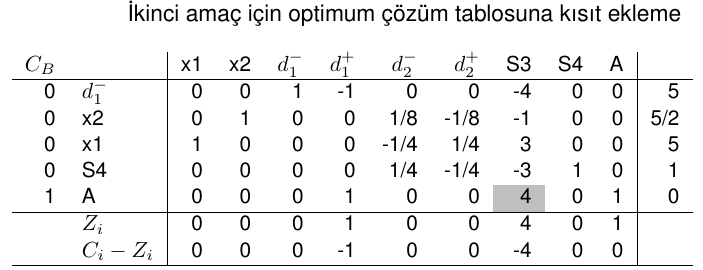 İkinci amaç için optimum çözüm tablosuna kısıt ekleme
C_B x1 x2 d_1^- d_1^+ d_2^- d_2^+ S3 S4 A
0 d_1^- 0 0 1 -1 0 0 -4 0 0 5
0 x2 0 1 0 0 1/8 -1/8 -1 0 0 5/2
0 x1 1 0 0 0 -1/4 1/4 3 0 0 5
0 S4 0 0 0 0 1/4 -1/4 -3 1 0 1
1 A 0 0 0 1 0 0 4 0 1 0
Z_i 0 0 0 1 0 0 4 0 1
C_i − Z_i 0 0 0 -1 0 0 -4 0 0